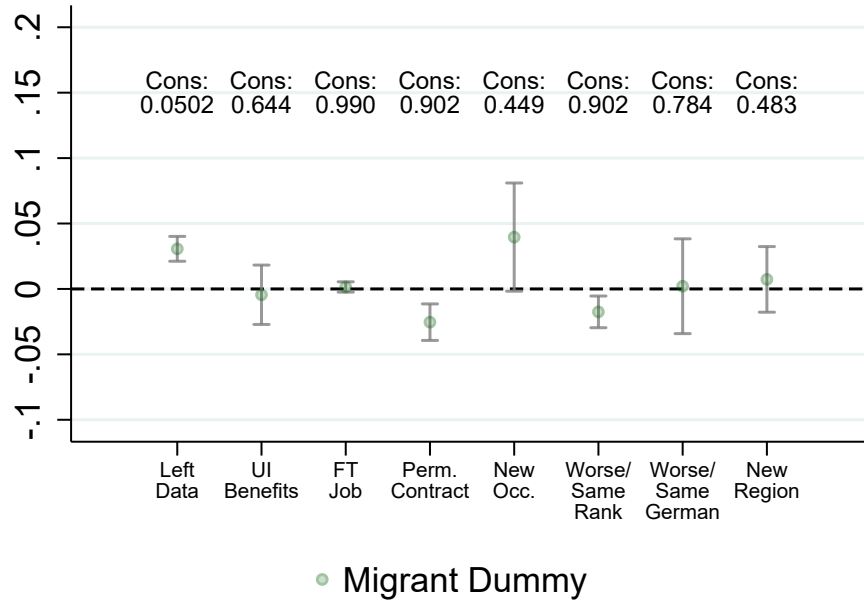 .2
.15
.1
.05
0
-.05
-.1
Cons: Cons: Cons: Cons: Cons: Cons: Cons: Cons:
0.0502 0.644 0.990 0.902 0.449 0.902 0.784 0.483
Left UI FT Perm. New Worse/ Worse/ New
Data Benefits Job Contract Occ. Same Same Region
Rank German
Migrant Dummy